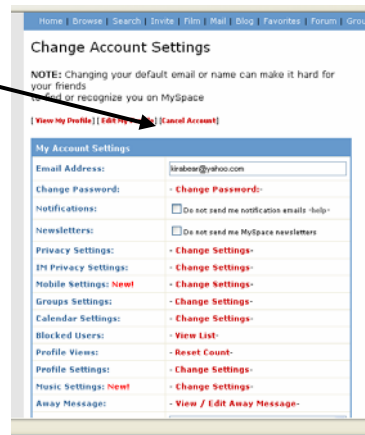 Home | Browse | Search | Invite | Film | Mail | Blog | Favorites | Forum | Grou
Change Account Settings
NOTE: Changing your default email or name can make it hard for
your friends
to find or recognize you on MySpace
[View My Profile] [Edit My Profile] [Cancel Account]
My Account Settings
Email Address: kirabear@yahoo.com
Change Password: - Change Password:-
Notifications: Do not send me notification emails -help-
Newsletters: Do not send me MySpace newsletters
Privacy Settings: - Change Settings-
IM Privacy Settings: - Change Settings-
Mobile Settings: New! - Change Settings-
Groups Settings: - Change Settings-
Calendar Settings: - Change Settings-
Blocked Users: - View List-
Profile Views: - Reset Count-
Profile Settings: - Change Settings-
Music Settings: New! - Change Settings-
Away Message: - View / Edit Away Message-